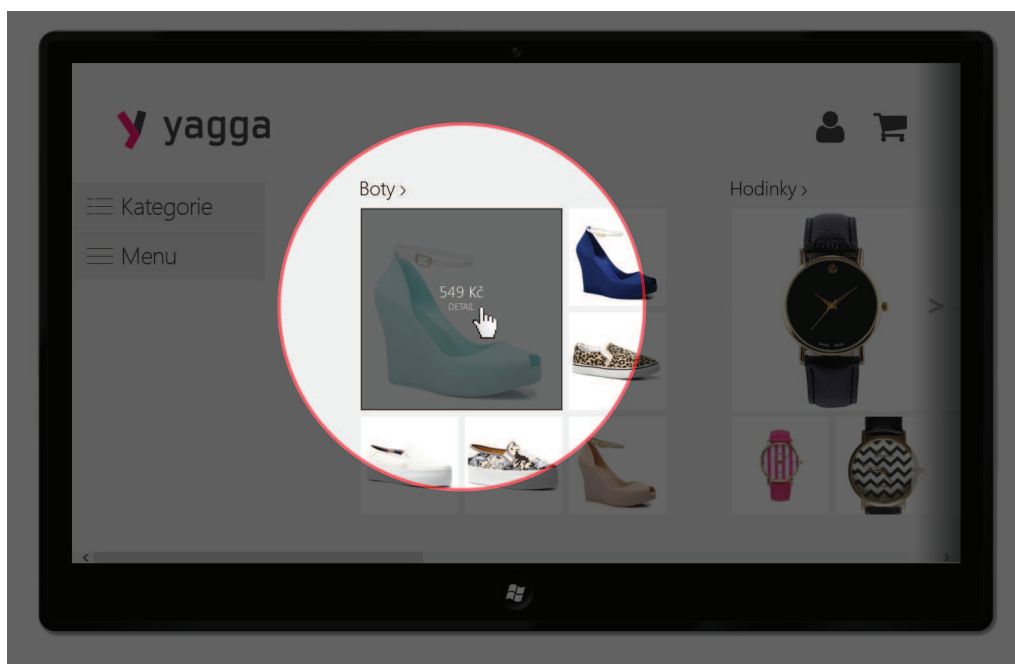 yagga
Kategorie
Menu
Boty >
549 Kč
DETAIL
Hodinky >
>